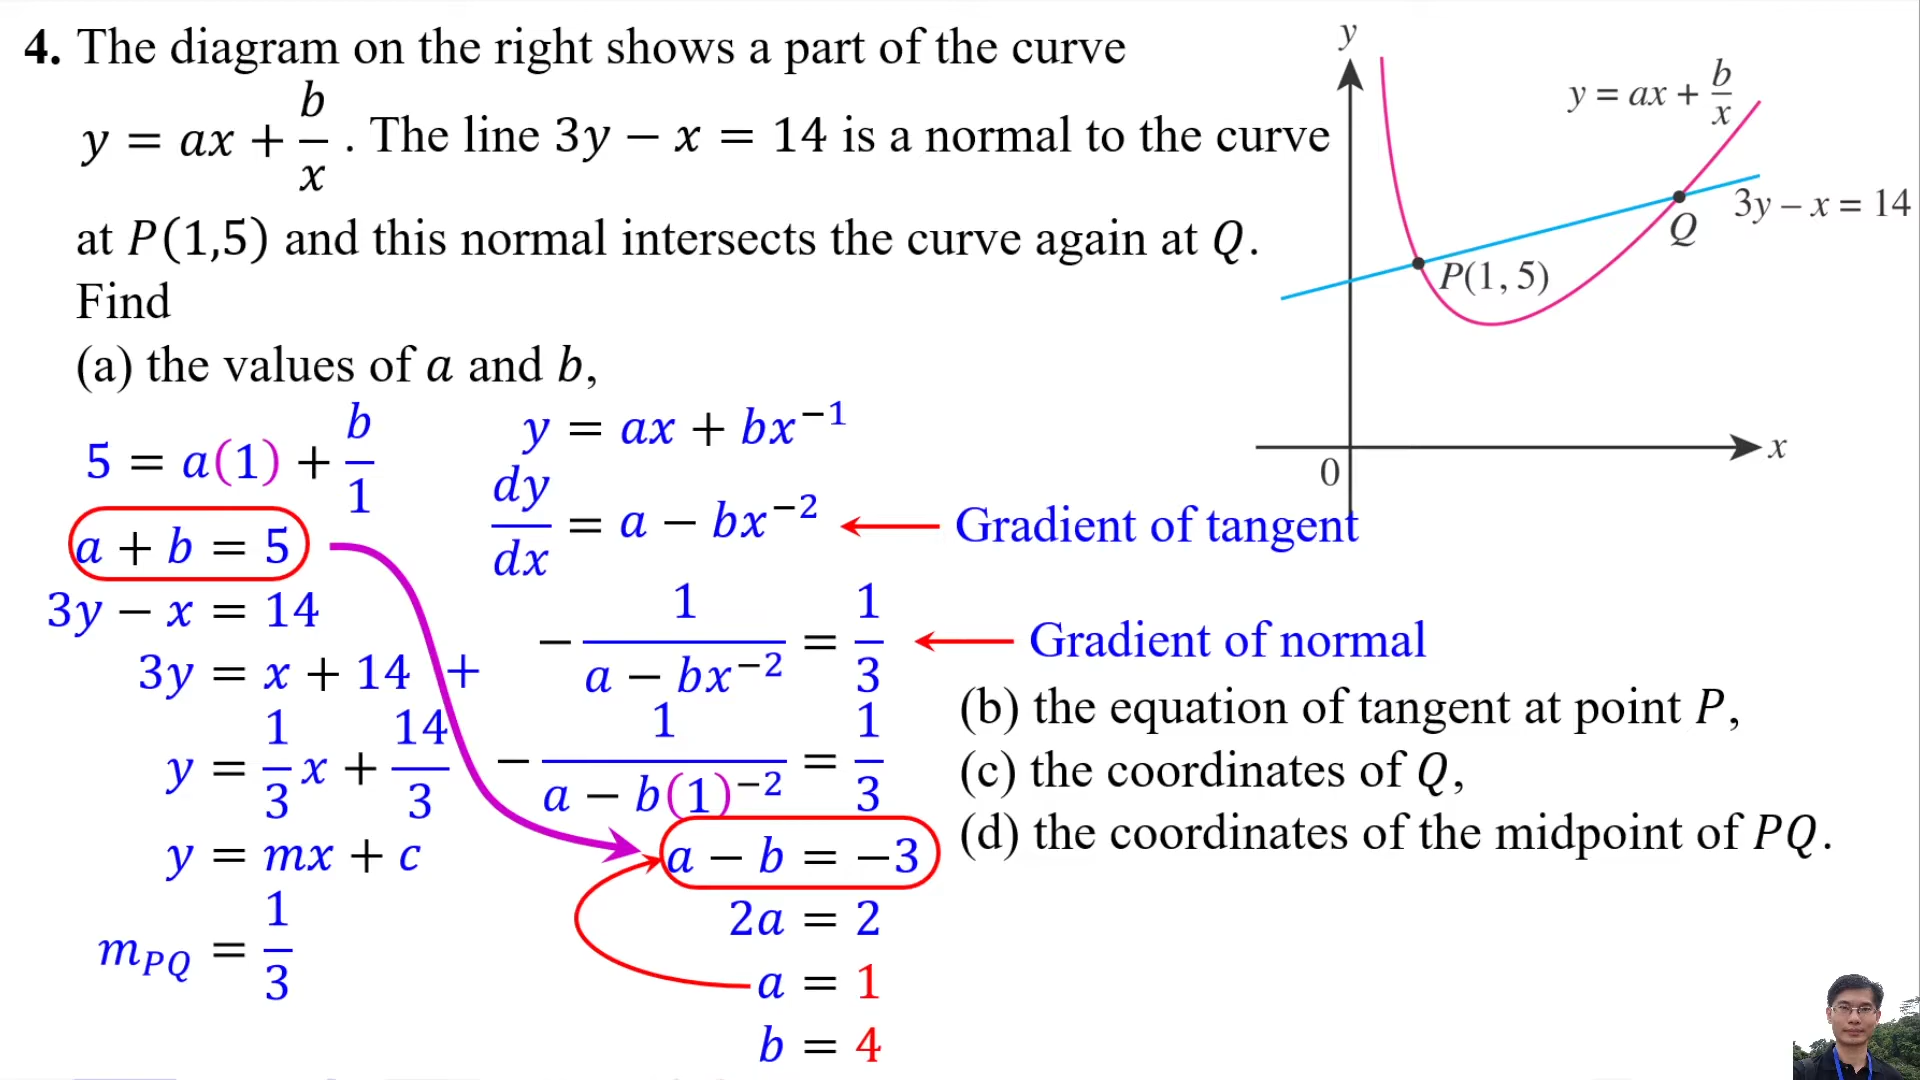 4. The diagram on the right shows a part of the curve
y = ax + b/x . The line 3y − x = 14 is a normal to the curve
at P(1,5) and this normal intersects the curve again at Q.
Find
(a) the values of a and b,
5 = a(1) + b/1
a + b = 5
3y − x = 14
3y = x + 14
y = 1/3 x + 14/3
y = mx + c
m_PQ = 1/3
y = ax + bx⁻¹
dy/dx = a − bx⁻² ← Gradient of tangent
− 1/(a − bx⁻²) = 1/3 ← Gradient of normal
+
− 1/(a − b(1)⁻²) = 1/3
a − b = −3
2a = 2
a = 1
b = 4
(b) the equation of tangent at point P,
(c) the coordinates of Q,
(d) the coordinates of the midpoint of PQ.
y
y = ax + b/x
3y – x = 14
Q
P(1, 5)
x
0